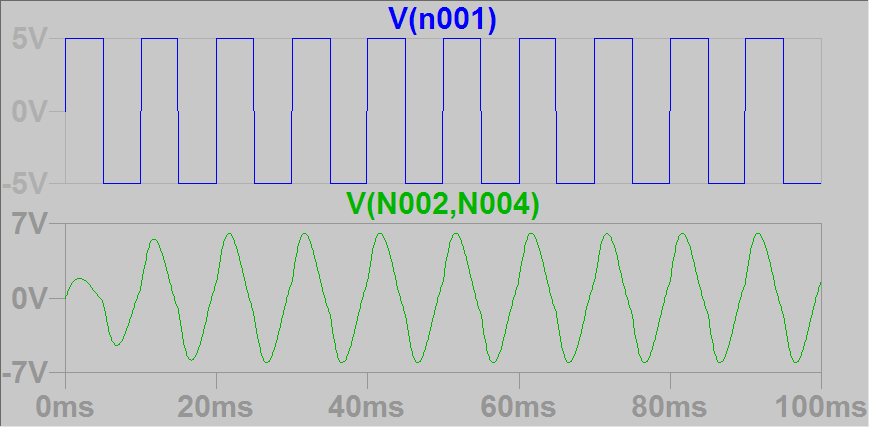 V(n001)
5V
0V
-5V
V(N002,N004)
7V
0V
-7V
0ms 20ms 40ms 60ms 80ms 100ms